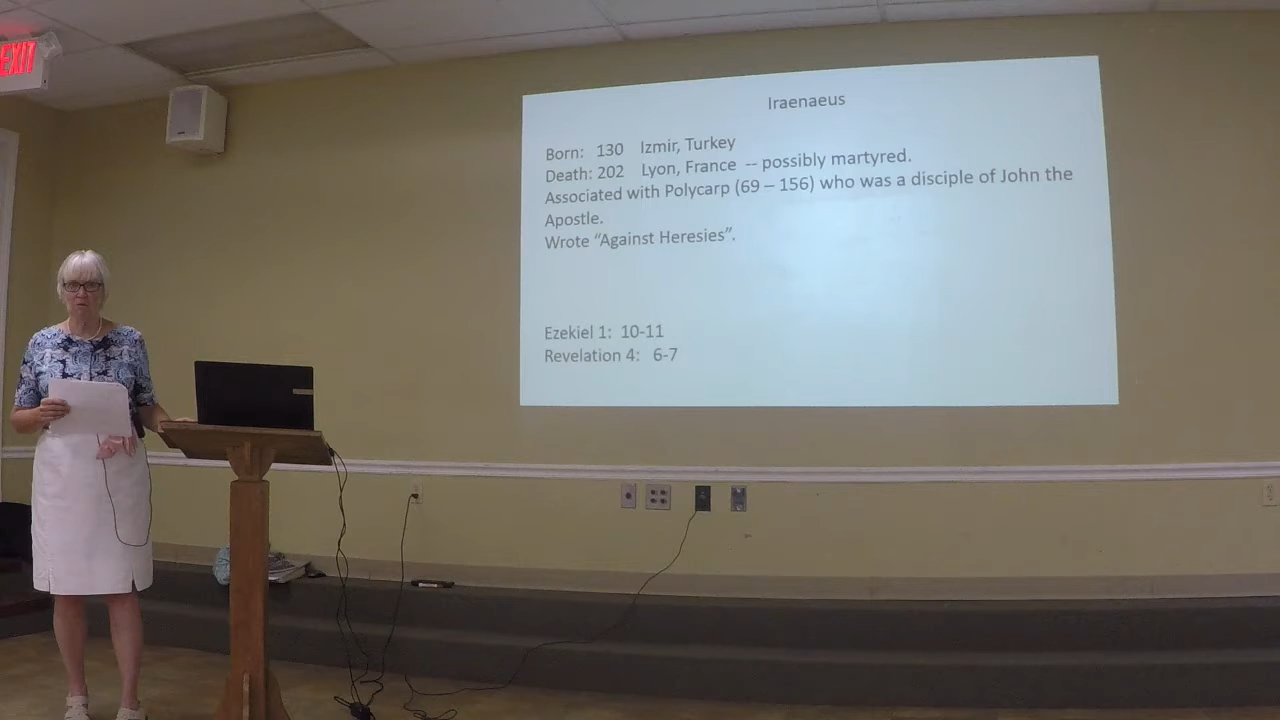 EXIT
Iraenaeus
Born: 130 Izmir, Turkey
Death: 202 Lyon, France -- possibly martyred.
Associated with Polycarp (69 – 156) who was a disciple of John the
Apostle.
Wrote “Against Heresies”.
Ezekiel 1: 10-11
Revelation 4: 6-7